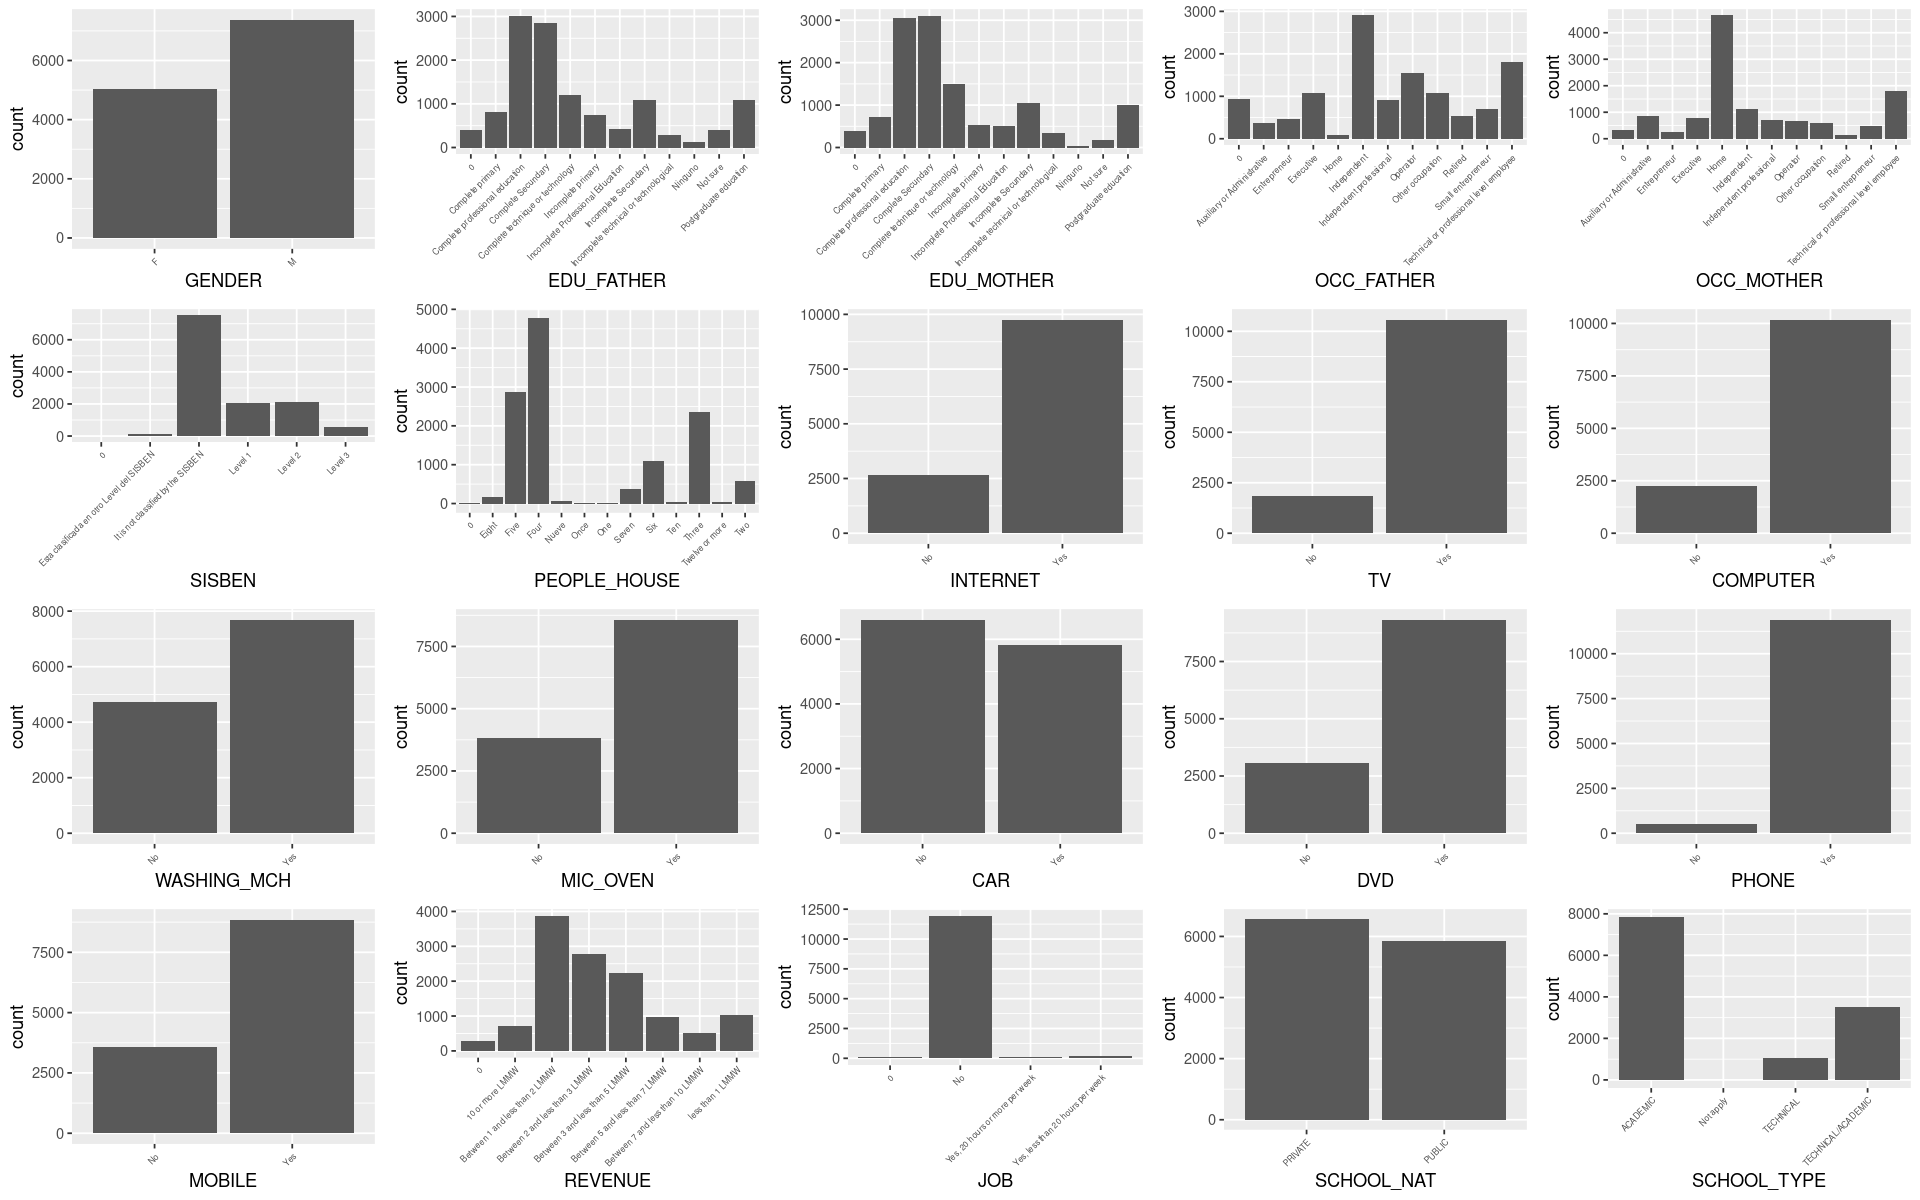 count
6000
4000
2000
0
F
M
GENDER
count
3000
2000
1000
0
0
Complete primary
Complete professional education
Complete Secundary
Complete technique or technology
Incomplete primary
Incomplete Professional Education
Incomplete Secundary
Incomplete technical or technological
Ninguno
Not sure
Postgraduate education
EDU_FATHER
count
3000
2000
1000
0
0
Complete primary
Complete professional education
Complete Secundary
Complete technique or technology
Incomplete primary
Incomplete Professional Education
Incomplete Secundary
Incomplete technical or technological
Ninguno
Not sure
Postgraduate education
EDU_MOTHER
count
3000
2000
1000
0
0
Auxiliary or Administrative
Entrepreneur
Executive
Home
Independent
Independent professional
Operator
Other occupation
Retired
Small entrepreneur
Technical or professional level employee
OCC_FATHER
count
4000
3000
2000
1000
0
0
Auxiliary or Administrative
Entrepreneur
Executive
Home
Independent
Independent professional
Operator
Other occupation
Retired
Small entrepreneur
Technical or professional level employee
OCC_MOTHER
count
6000
4000
2000
0
0
Esta clasificada en otro Level del SISBEN
It is not classified by the SISBEN
Level 1
Level 2
Level 3
SISBEN
count
5000
4000
3000
2000
1000
0
0
Eight
Five
Four
Nueve
Once
One
Seven
Six
Ten
Three
Twelve or more
Two
PEOPLE_HOUSE
count
10000
7500
5000
2500
0
No
Yes
INTERNET
count
10000
7500
5000
2500
0
No
Yes
TV
count
10000
7500
5000
2500
0
No
Yes
COMPUTER
count
8000
6000
4000
2000
0
No
Yes
WASHING_MCH
count
7500
5000
2500
0
No
Yes
MIC_OVEN
count
6000
4000
2000
0
No
Yes
CAR
count
7500
5000
2500
0
No
Yes
DVD
count
10000
7500
5000
2500
0
No
Yes
PHONE
count
7500
5000
2500
0
No
Yes
MOBILE
count
4000
3000
2000
1000
0
0
10 or more LMMW
Between 1 and less than 2 LMMW
Between 2 and less than 3 LMMW
Between 3 and less than 5 LMMW
Between 5 and less than 7 LMMW
Between 7 and less than 10 LMMW
less than 1 LMMW
REVENUE
count
12500
10000
7500
5000
2500
0
0
No
Yes, 20 hours or more per week
Yes, less than 20 hours per week
JOB
count
6000
4000
2000
0
PRIVATE
PUBLIC
SCHOOL_NAT
count
8000
6000
4000
2000
0
ACADEMIC
Not apply
TECHNICAL
TECHNICAL/ACADEMIC
SCHOOL_TYPE